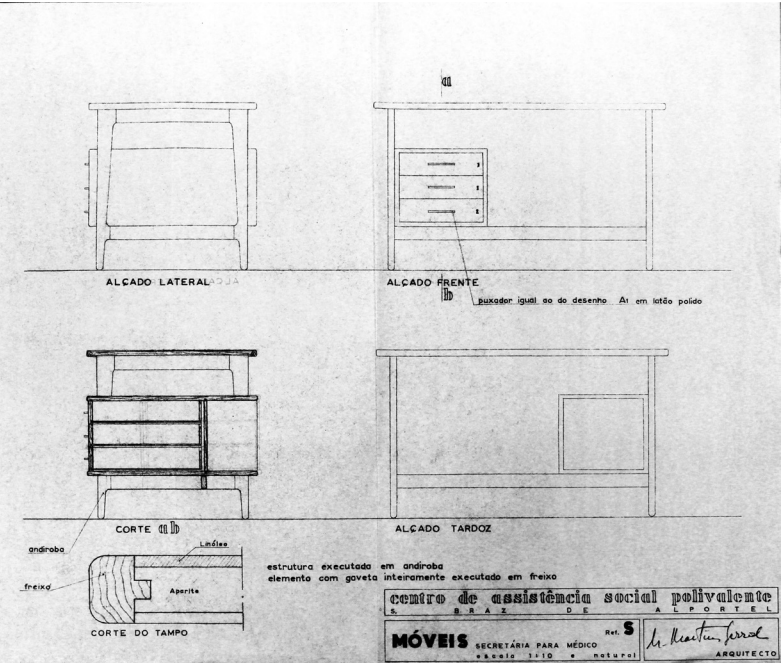 a
ALÇADO LATERAL
ALÇADO FRENTE
b
puxador igual ao do desenho A1 em latão polido
CORTE a b
ALÇADO TARDOZ
andiroba
Linóleo
freixo
Aparite
estrutura executada em andiroba
elemento com gaveta inteiramente executado em freixo
CORTE DO TAMPO
centro de assistência social polivalente
S. BRAZ DE ALPORTEL
MÓVEIS SECRETÁRIA PARA MÉDICO Ref. S
escala 1:10 e natural
ARQUITECTO